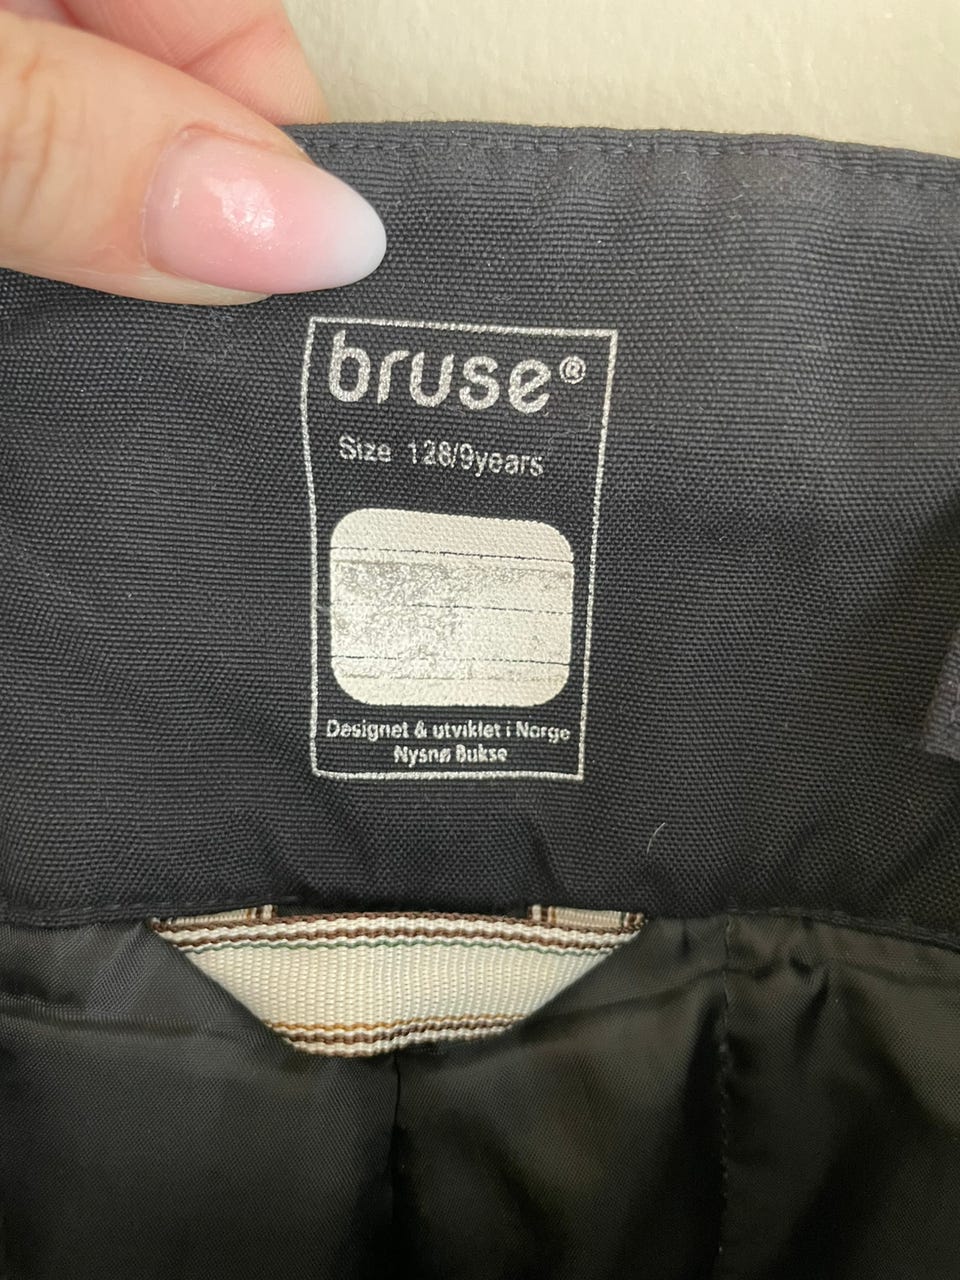 bruse®
Size 128/9years
Designet & utviklet i Norge
Nysnø Bukse